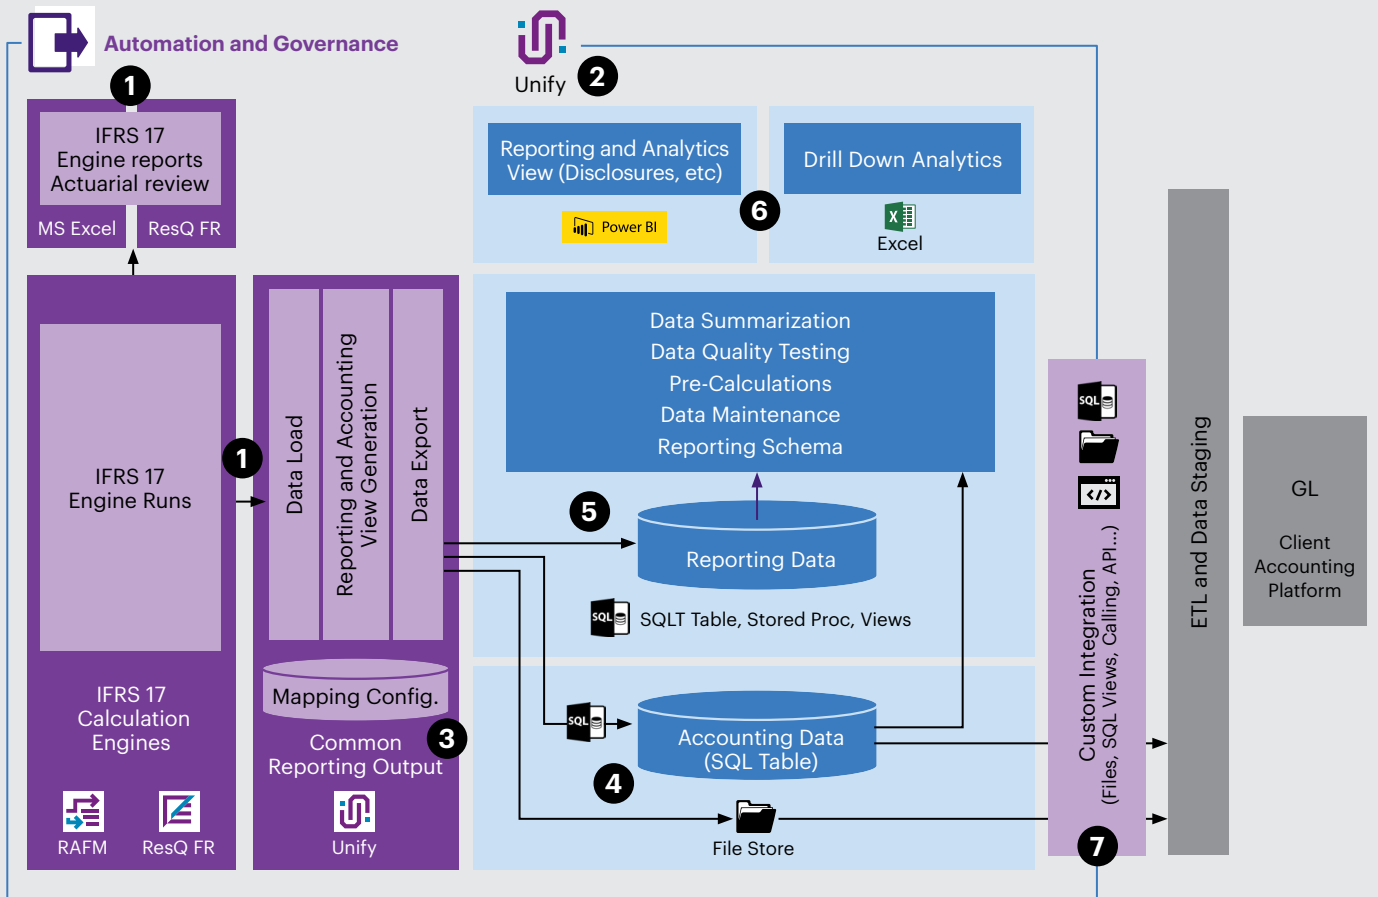 Automation and Governance
Unify
2
1
IFRS 17
Engine reports
Actuarial review
MS Excel
ResQ FR
Reporting and Analytics
View (Disclosures, etc)
Power BI
6
Drill Down Analytics
X
Excel
IFRS 17
Engine Runs
1
Data Load
Reporting and Accounting
View Generation
Data Export
Data Summarization
Data Quality Testing
Pre-Calculations
Data Maintenance
Reporting Schema
5
Reporting Data
SQL
SQLT Table, Stored Proc, Views
IFRS 17
Calculation
Engines
RAFM
ResQ FR
Mapping Config.
3
Common
Reporting Output
Unify
SQL
4
Accounting Data
(SQL Table)
File Store
SQL
</>
Custom Integration
(Files, SQL Views, Calling, API...)
7
ETL and Data Staging
GL
Client
Accounting
Platform